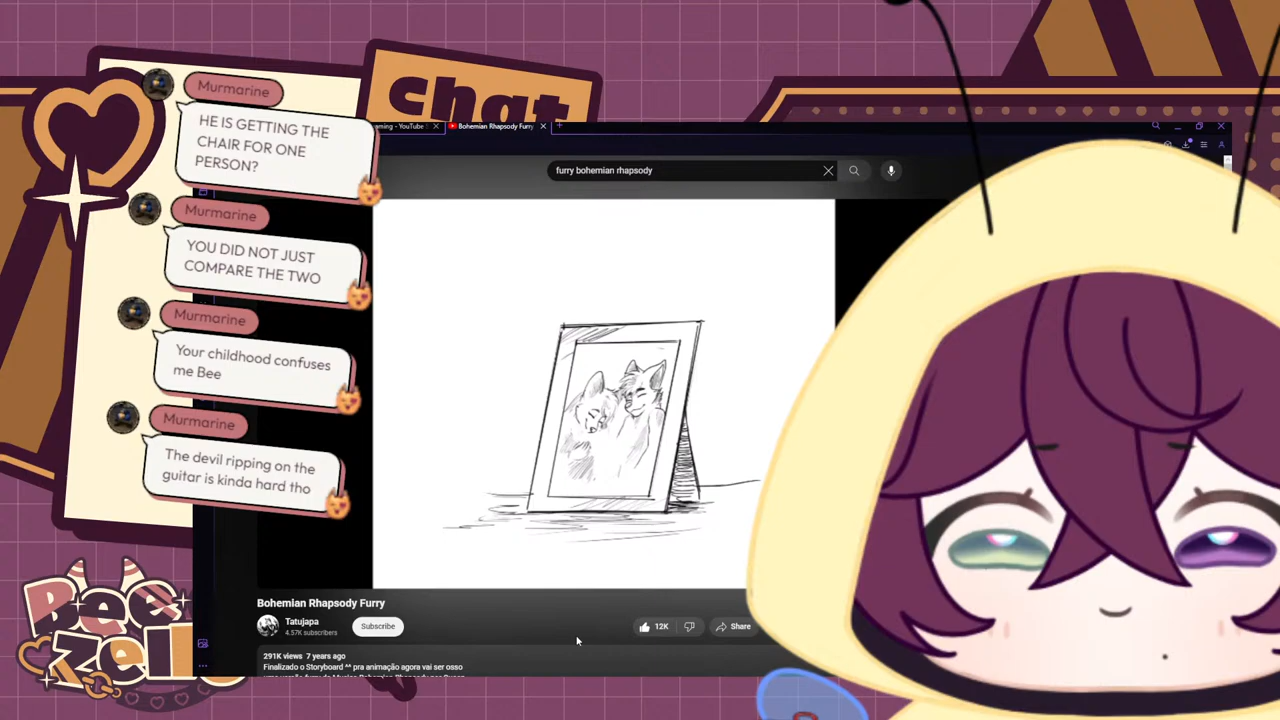 chat
Murmarine
HE IS GETTING THE
CHAIR FOR ONE
PERSON?
Murmarine
YOU DID NOT JUST
COMPARE THE TWO
Murmarine
Your childhood confuses
me Bee
Murmarine
The devil ripping on the
guitar is kinda hard tho
aming - YouTube
Bohemian Rhapsody Furry
furry bohemian rhapsody
Bohemian Rhapsody Furry
Tatujapa
4.57K subscribers
Subscribe
12K
Share
291K views 7 years ago
Finalizado o Storyboard ^^ pra animação agora vai ser osso
Bee
Zel